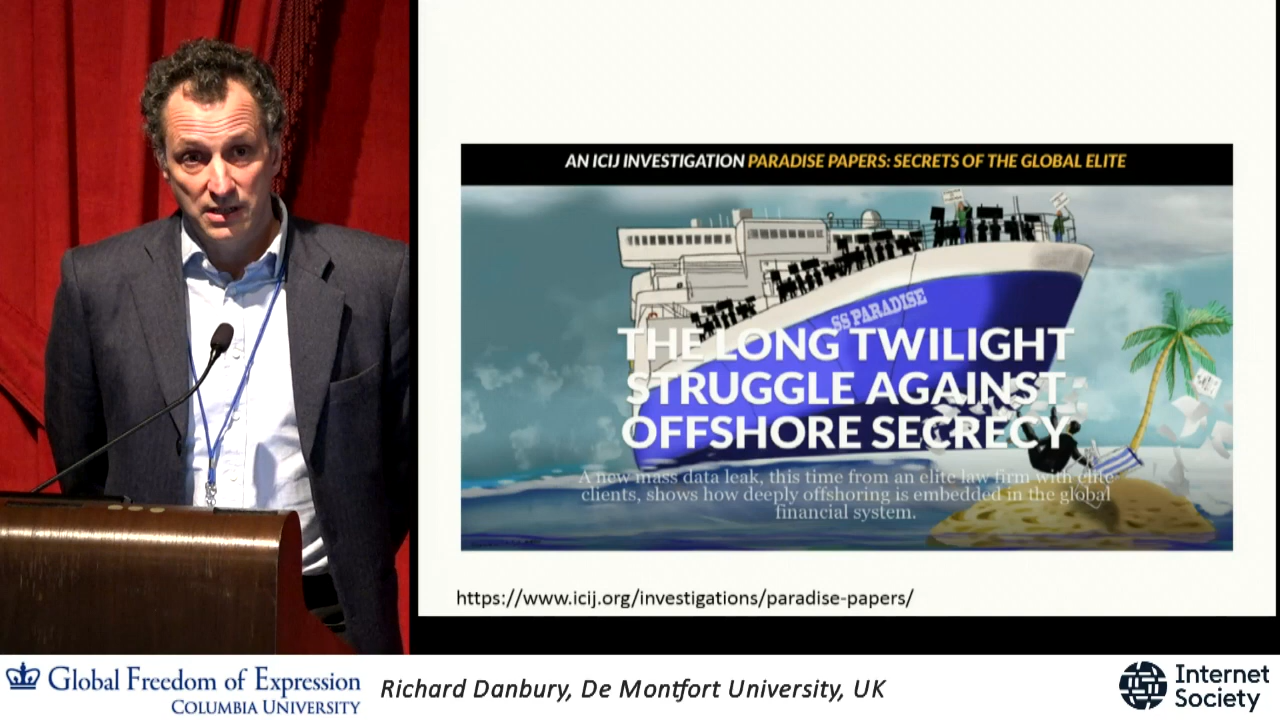 AN ICIJ INVESTIGATION PARADISE PAPERS: SECRETS OF THE GLOBAL ELITE
SS PARADISE
THE LONG TWILIGHT
STRUGGLE AGAINST
OFFSHORE SECRECY
A new mass data leak, this time from an elite law firm with elite
clients, shows how deeply offshoring is embedded in the global
financial system.
https://www.icij.org/investigations/paradise-papers/
Global Freedom of Expression
COLUMBIA UNIVERSITY
Richard Danbury, De Montfort University, UK
Internet
Society